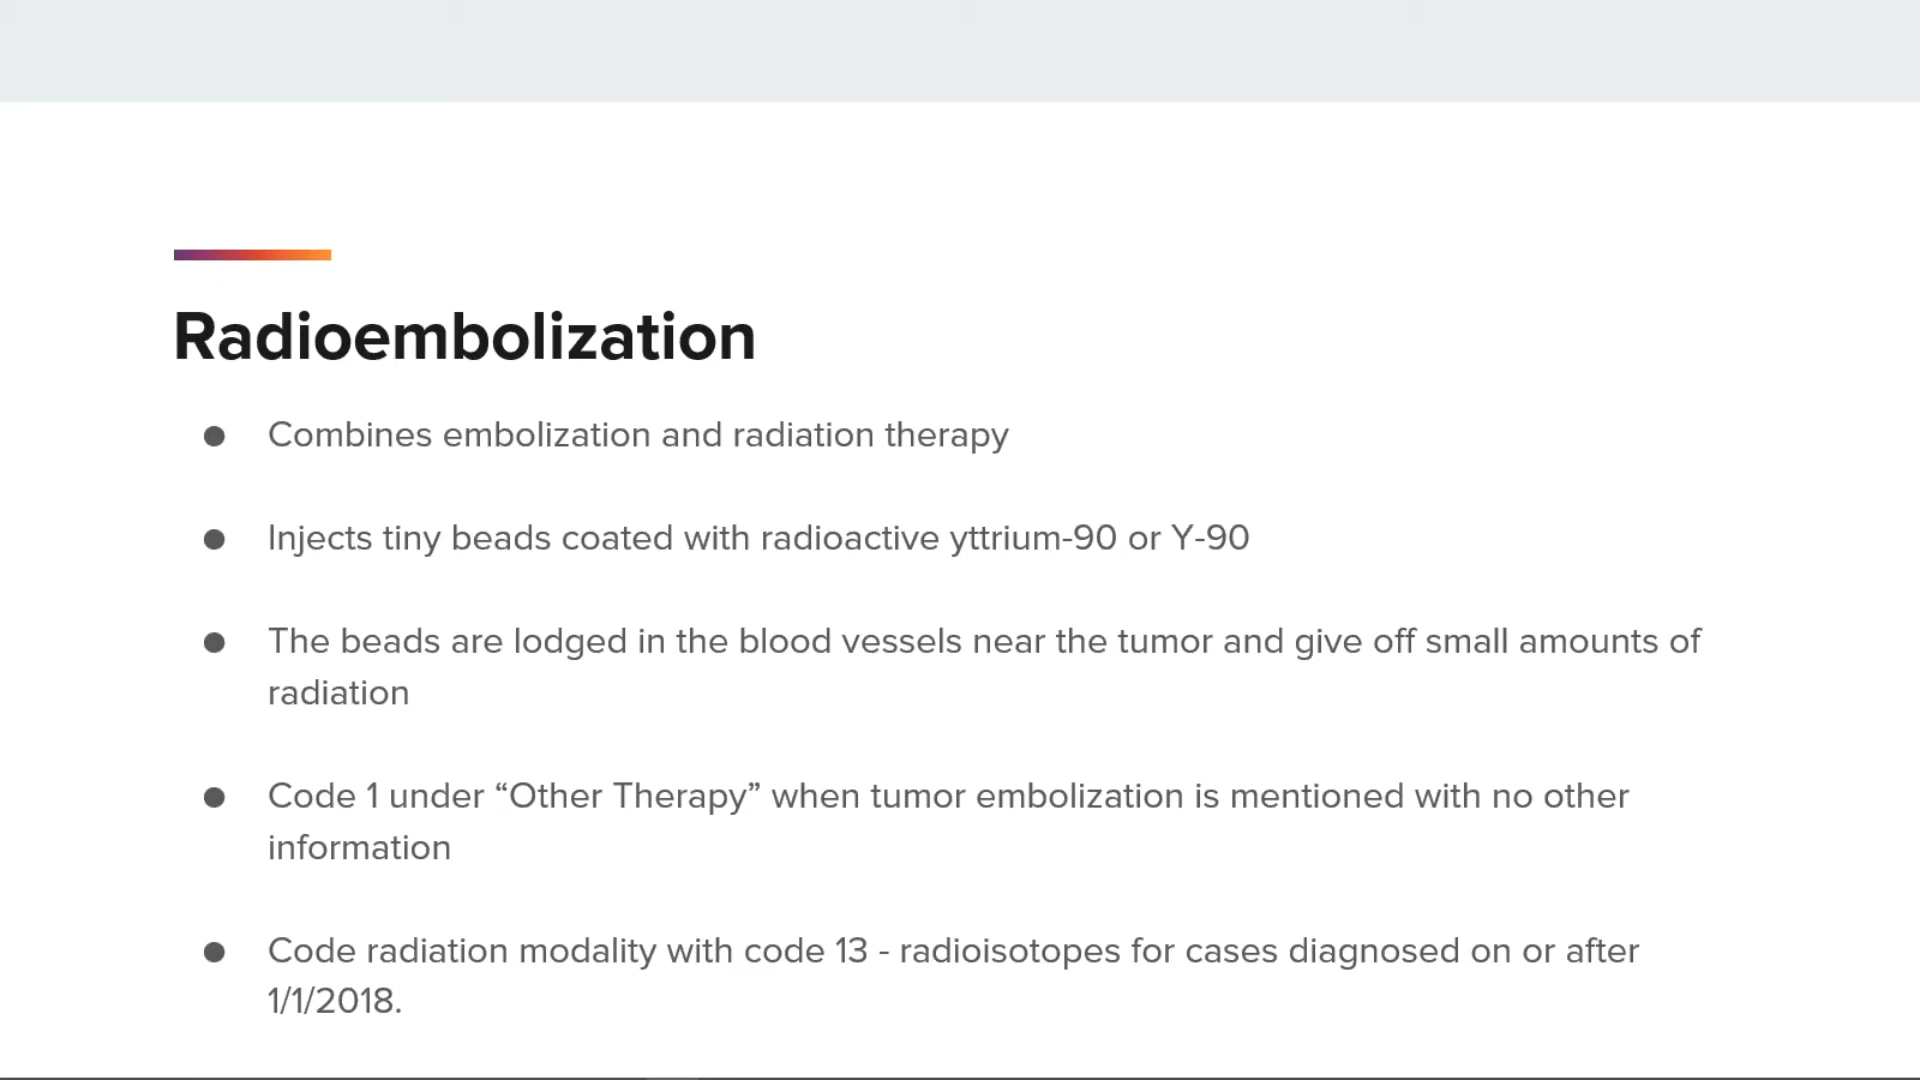 Radioembolization
● Combines embolization and radiation therapy
● Injects tiny beads coated with radioactive yttrium-90 or Y-90
● The beads are lodged in the blood vessels near the tumor and give off small amounts of
radiation
● Code 1 under “Other Therapy” when tumor embolization is mentioned with no other
information
● Code radiation modality with code 13 - radioisotopes for cases diagnosed on or after
1/1/2018.